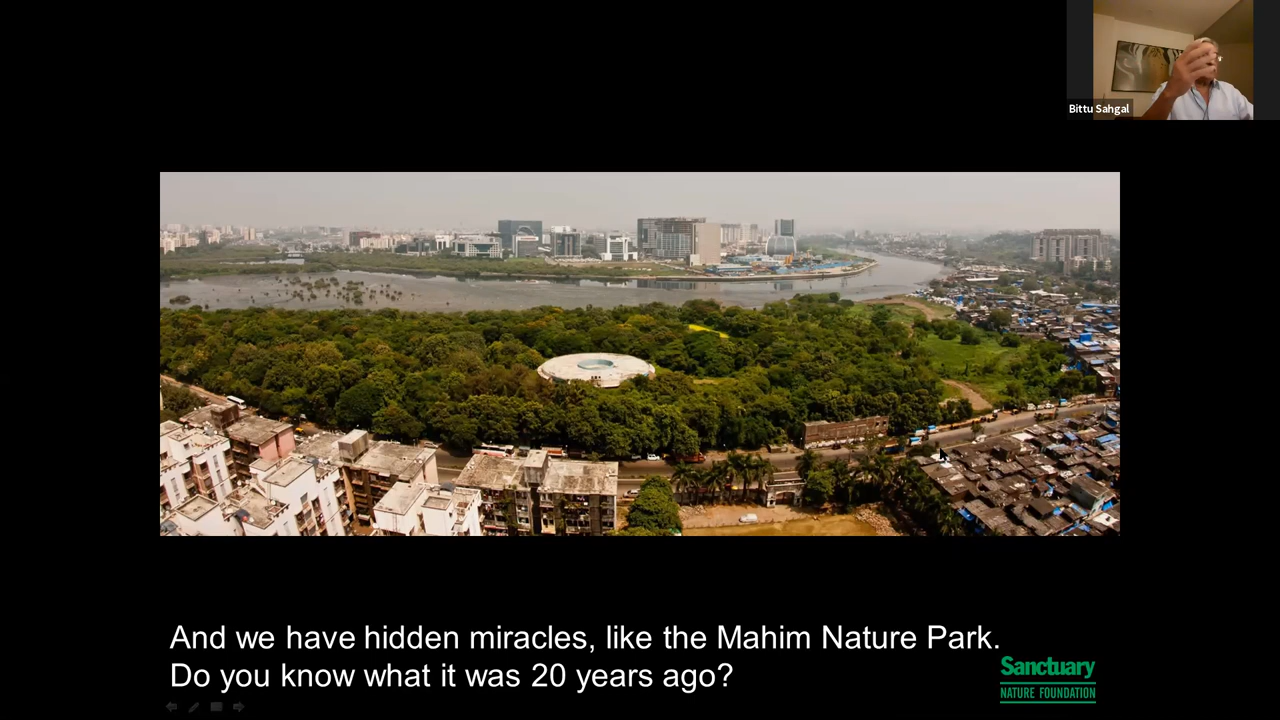 Bittu Sahgal
And we have hidden miracles, like the Mahim Nature Park.
Do you know what it was 20 years ago?
Sanctuary
NATURE FOUNDATION